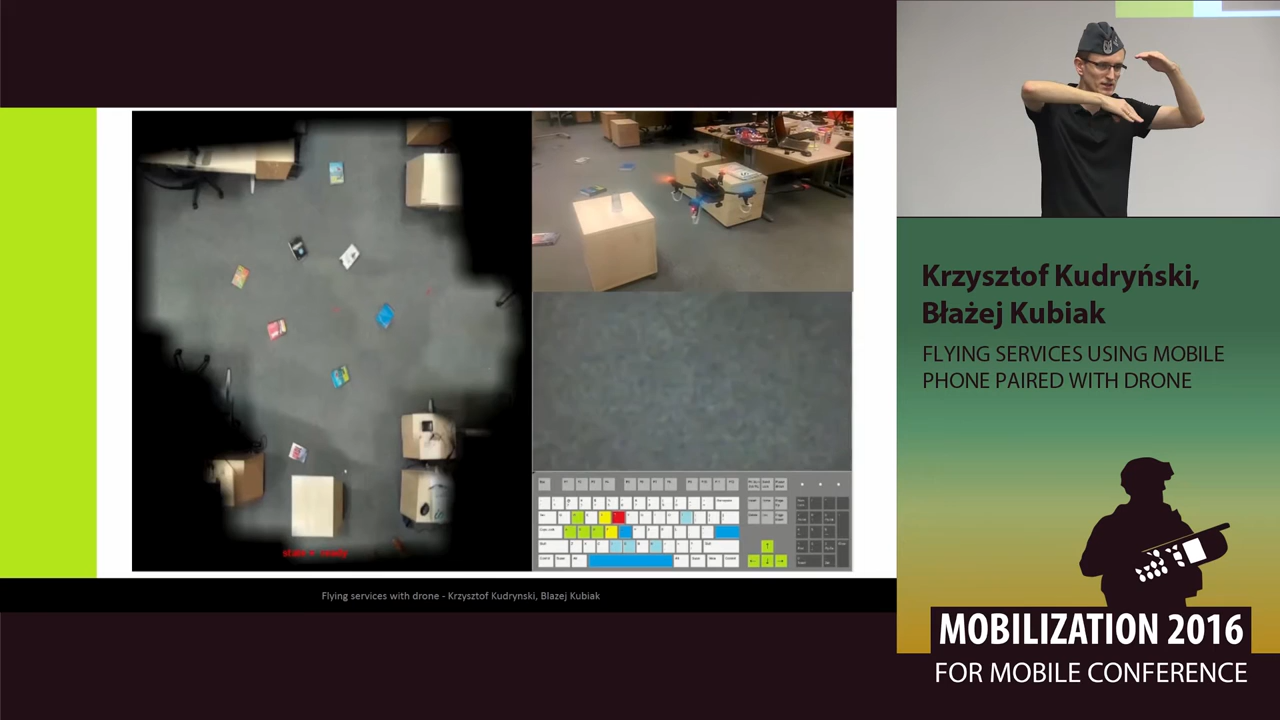 Krzysztof Kudryński,
Błażej Kubiak
FLYING SERVICES USING MOBILE
PHONE PAIRED WITH DRONE
Flying services with drone - Krzysztof Kudrynski, Blazej Kubiak
MOBILIZATION 2016
FOR MOBILE CONFERENCE